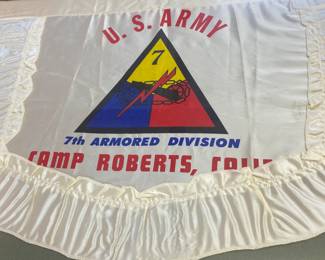 U. S. ARMY
7
7th ARMORED DIVISION
CAMP ROBERTS,